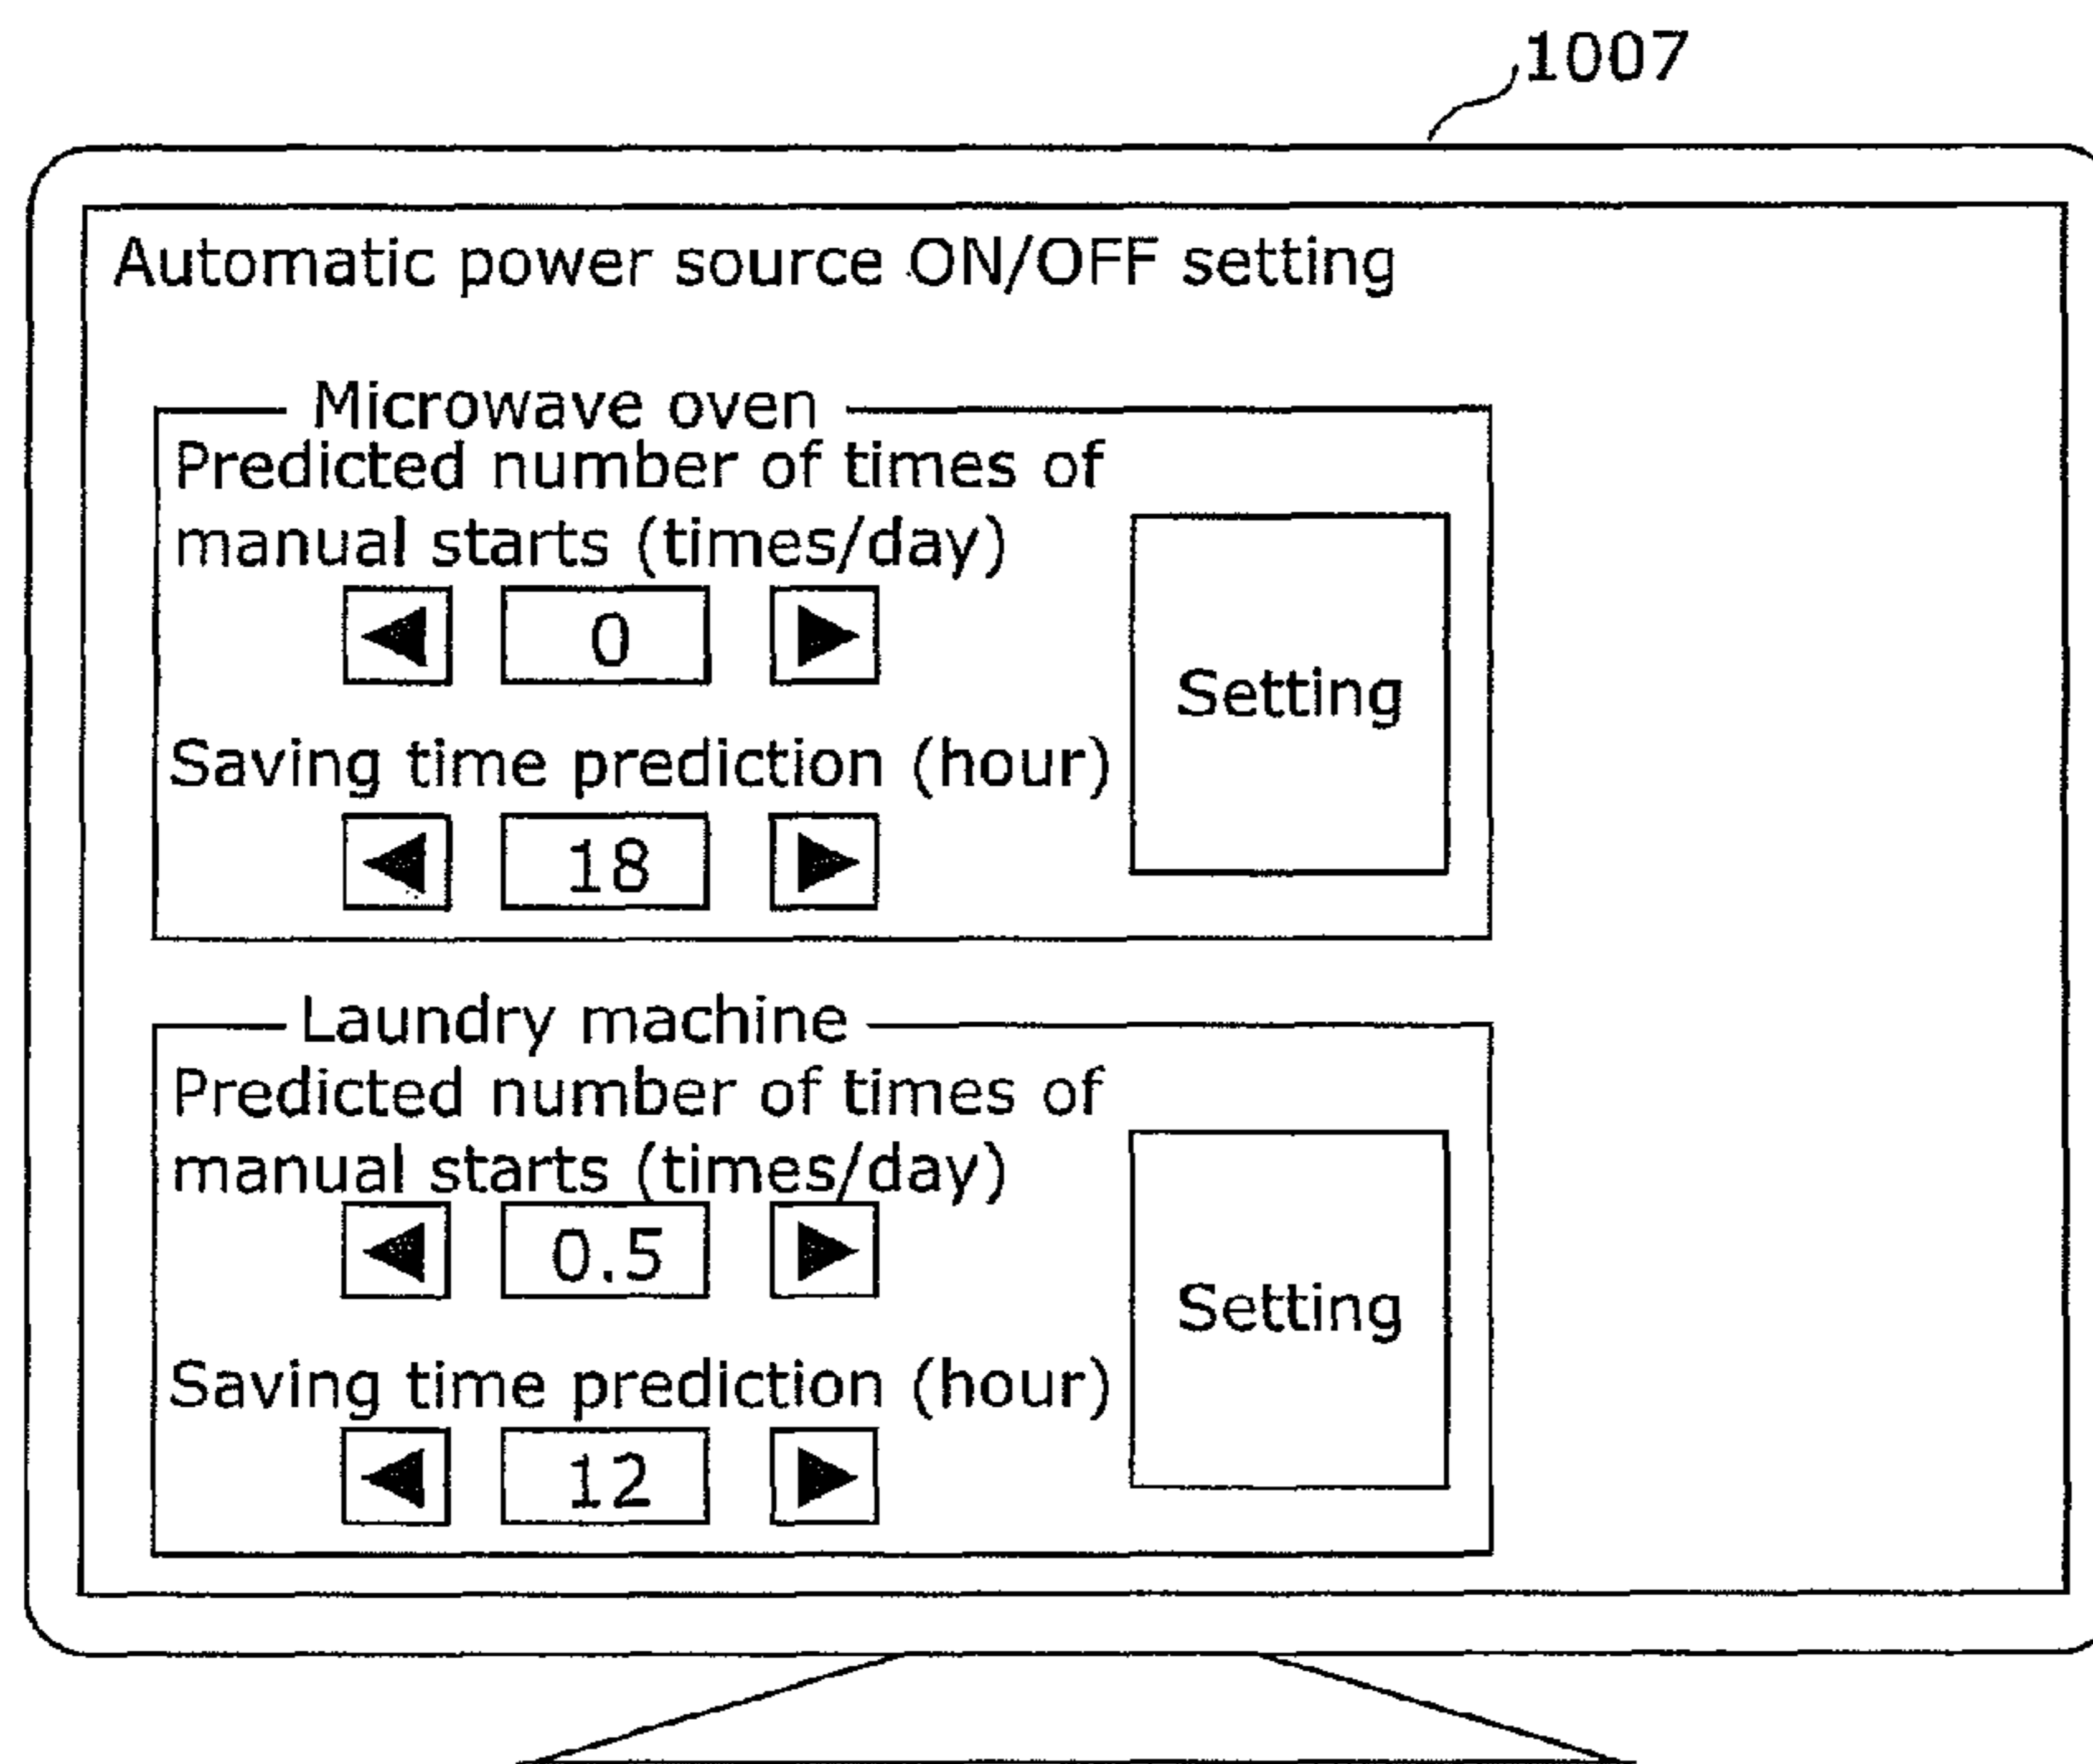 1007
Automatic power source ON/OFF setting
Microwave oven
Predicted number of times of
manual starts (times/day)
0
Setting
Saving time prediction (hour)
18
Laundry machine
Predicted number of times of
manual starts (times/day)
0.5
Setting
Saving time prediction (hour)
12